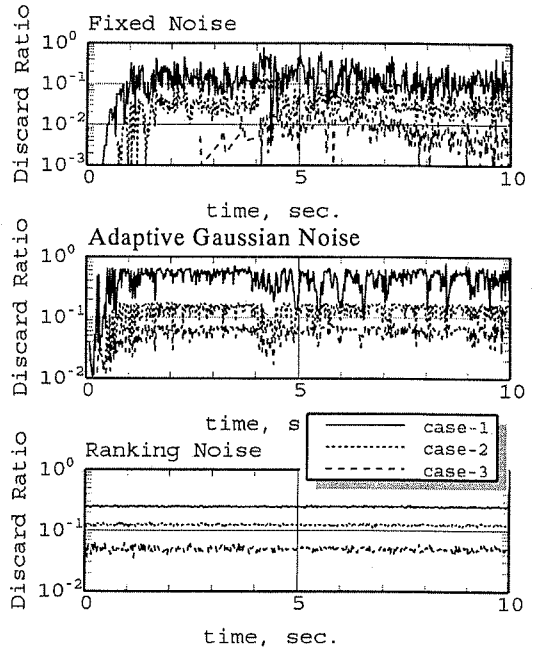 Fixed Noise
Discard Ratio
10^0
10^-1
10^-2
10^-3
0
5
10
time, sec.
Adaptive Gaussian Noise
Discard Ratio
10^0
10^-1
10^-2
0
5
10
time, s
case-1
case-2
case-3
Ranking Noise
Discard Ratio
10^0
10^-1
10^-2
0
5
10
time, sec.